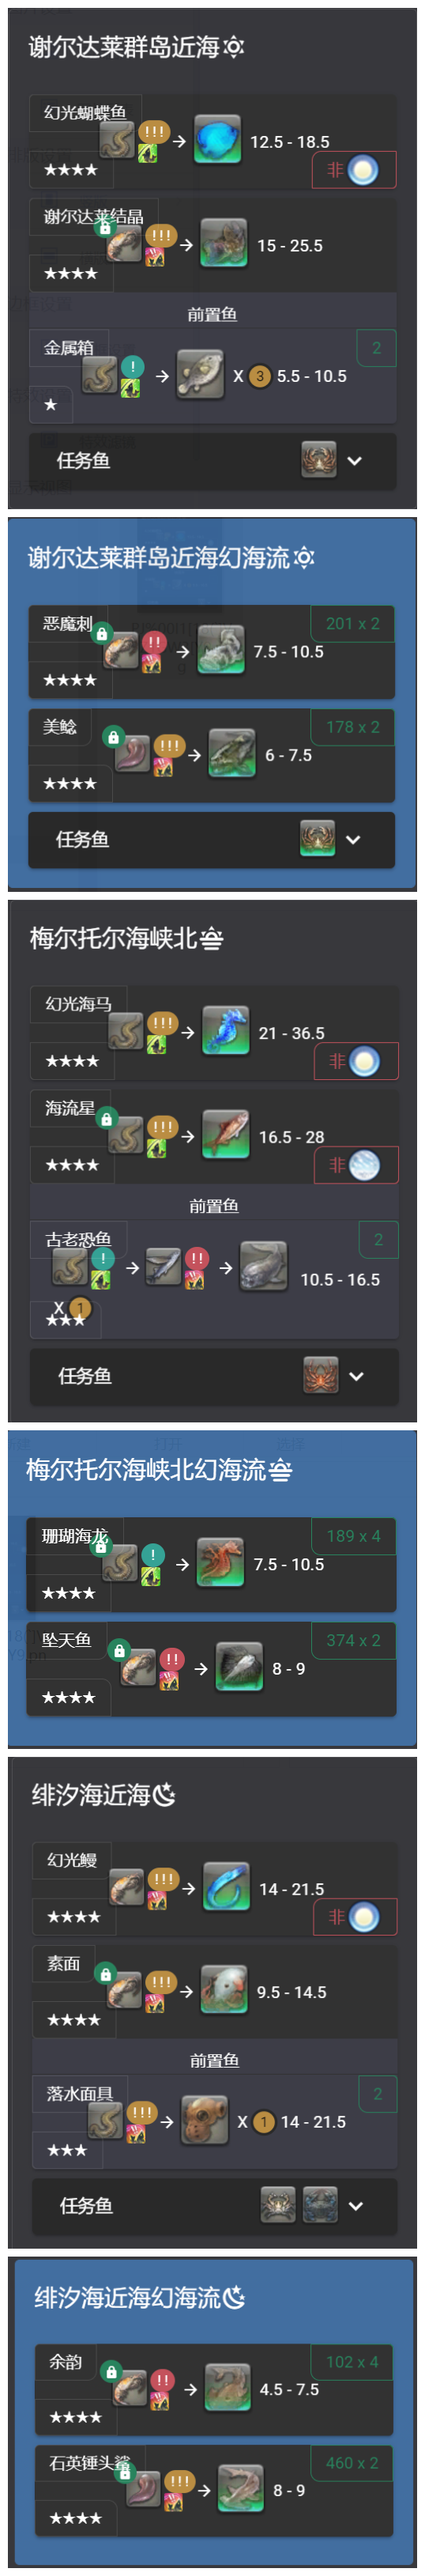 谢尔达莱群岛近海
幻光蝴蝶鱼
!!!
12.5 - 18.5
★★★★
非
谢尔达莱结晶
!!!
15 - 25.5
★★★★
前置鱼
金属箱
2
!
X 3 5.5 - 10.5
★
任务鱼
谢尔达莱群岛近海幻海流
恶魔刺
201 x 2
!!
7.5 - 10.5
★★★★
美鲶
178 x 2
!!!
6 - 7.5
★★★★
任务鱼
梅尔托尔海峡北
幻光海马
!!!
21 - 36.5
★★★★
非
海流星
!!!
16.5 - 28
★★★★
非
前置鱼
古老恐鱼
2
!
!!
10.5 - 16.5
X 1
★★★
任务鱼
梅尔托尔海峡北幻海流
珊瑚海龙
189 x 4
!
7.5 - 10.5
★★★★
坠天鱼
374 x 2
!!
8 - 9
★★★★
绯汐海近海
幻光鳗
!!!
14 - 21.5
★★★★
非
素面
!!!
9.5 - 14.5
★★★★
前置鱼
落水面具
2
!!!
X 1 14 - 21.5
★★★
任务鱼
绯汐海近海幻海流
余韵
102 x 4
!!
4.5 - 7.5
★★★★
石英锤头鲨
460 x 2
!!!
8 - 9
★★★★